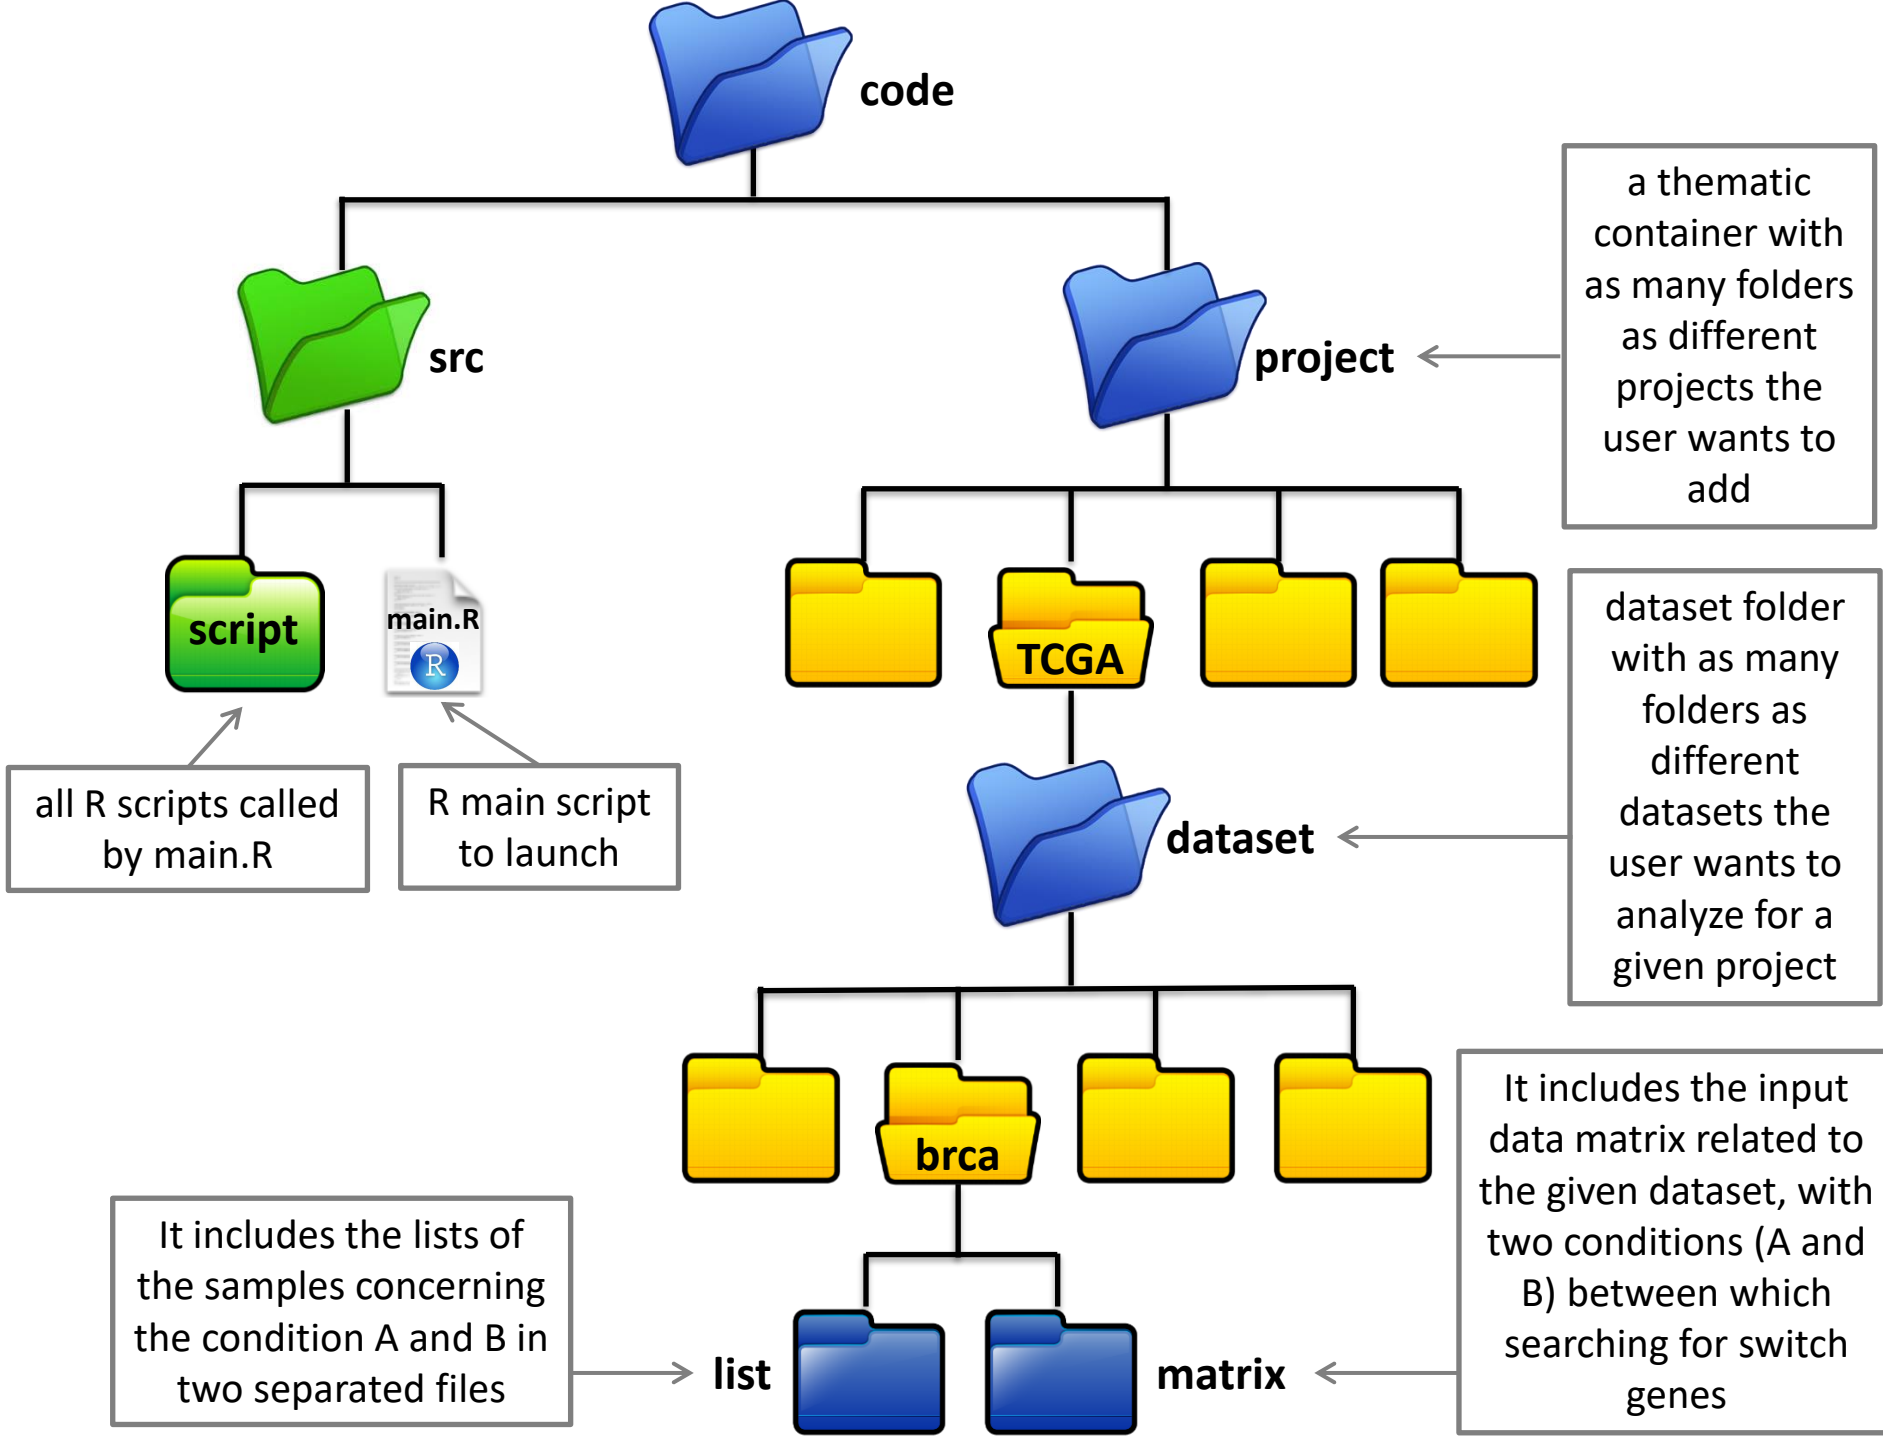 code
a thematic
container with
as many folders
as different
projects the
user wants to
add
src
project
script
main.R
R
TCGA
dataset folder
with as many
folders as
different
datasets the
user wants to
analyze for a
given project
all R scripts called
by main.R
R main script
to launch
dataset
brca
It includes the input
data matrix related to
the given dataset, with
two conditions (A and
B) between which
searching for switch
genes
It includes the lists of
the samples concerning
the condition A and B in
two separated files
list
matrix